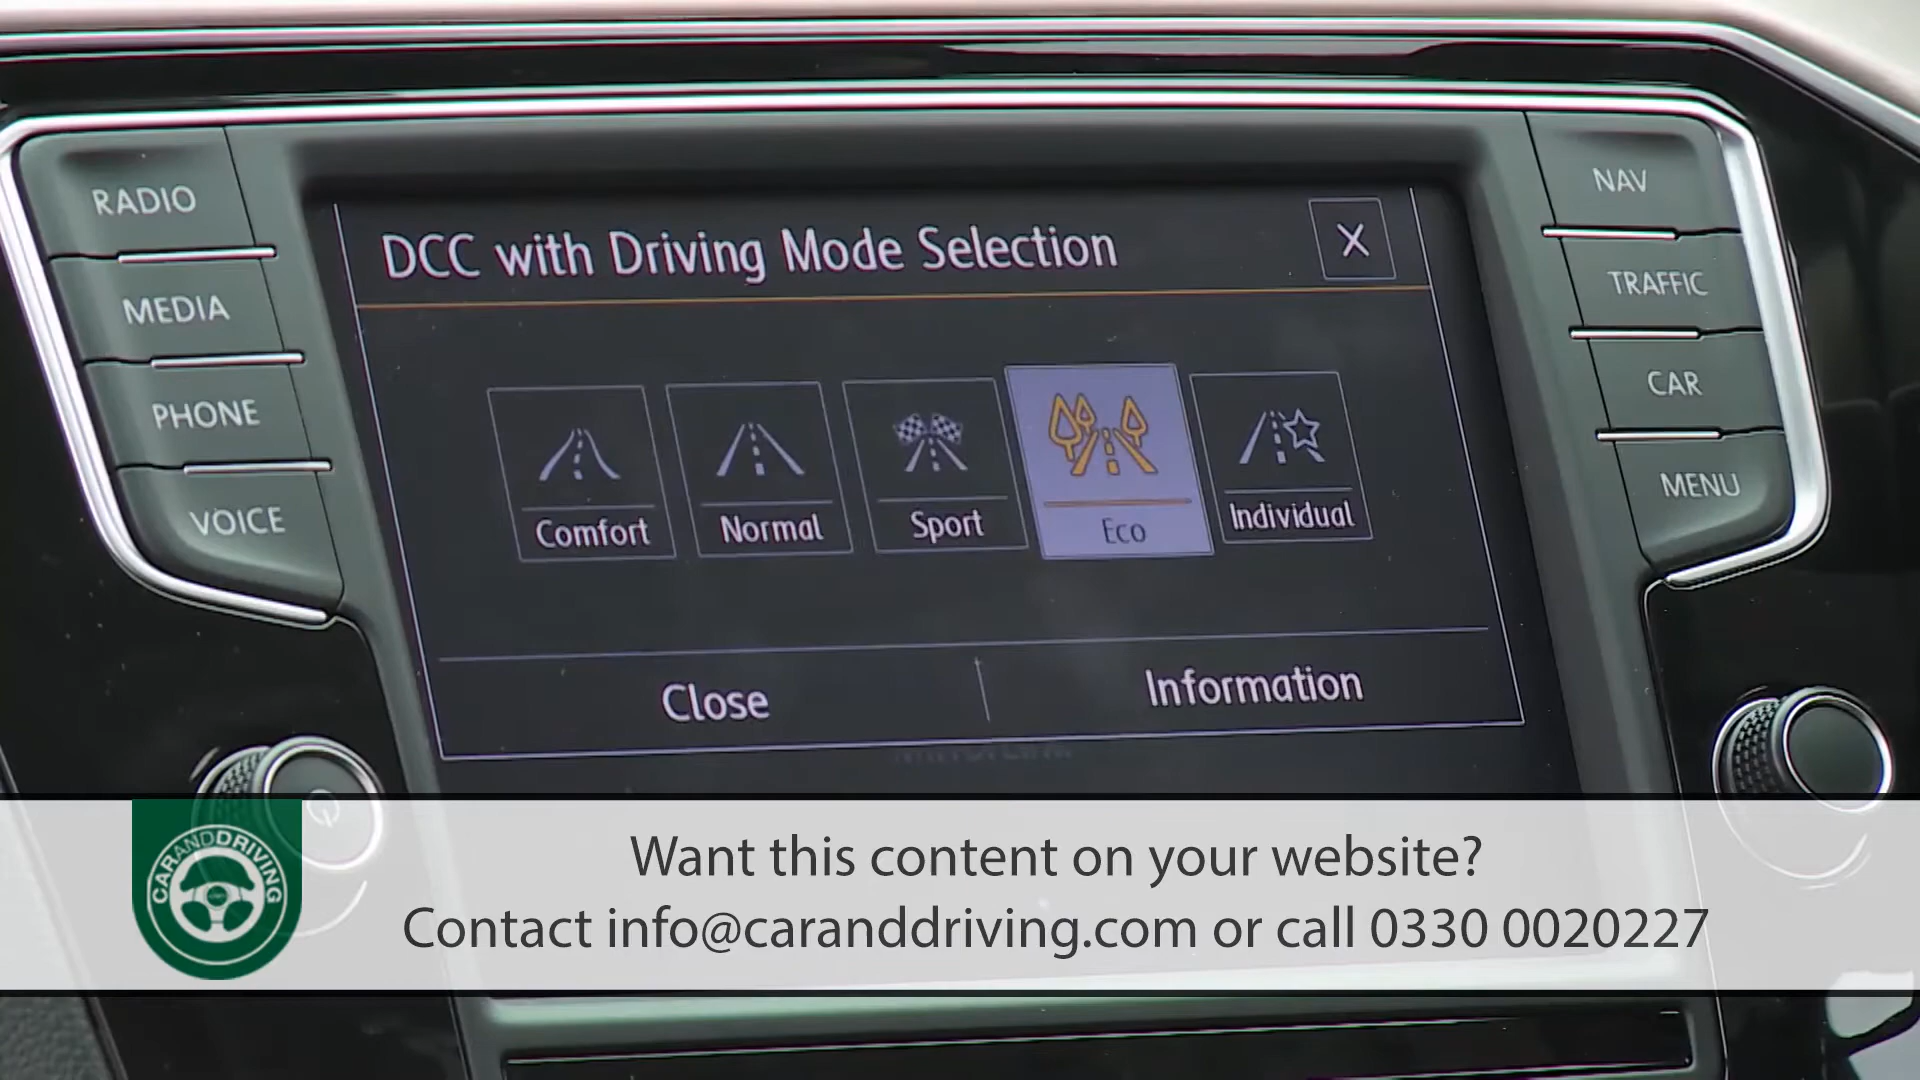 RADIO
MEDIA
PHONE
VOICE
DCC with Driving Mode Selection
X
Comfort
Normal
Sport
Eco
Individual
Close
Information
NAV
TRAFFIC
CAR
MENU
CARANDDRIVING
Want this content on your website?
Contact info@caranddriving.com or call 0330 0020227